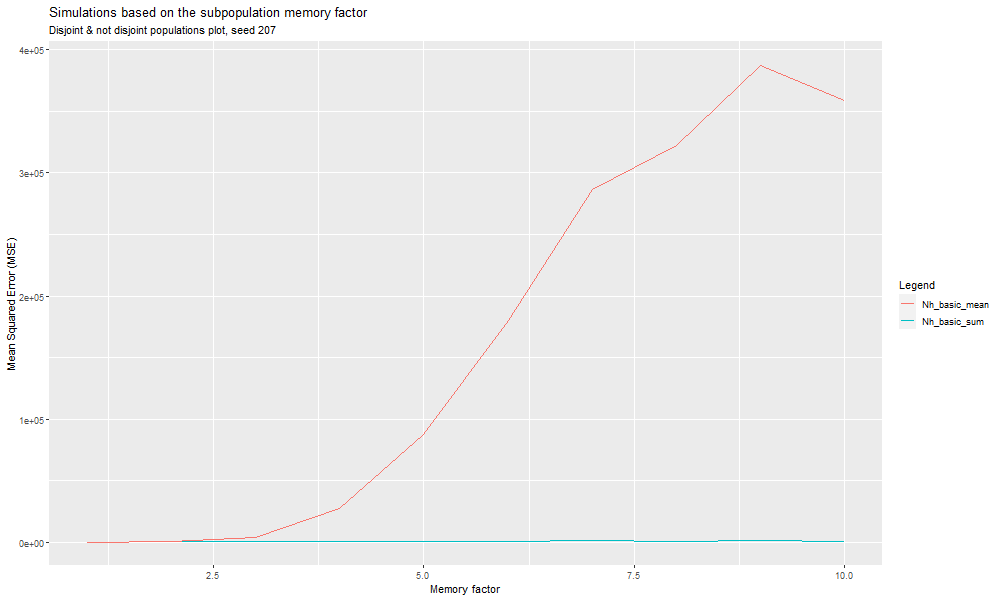 Simulations based on the subpopulation memory factor
Disjoint & not disjoint populations plot, seed 207
4e+05
3e+05
2e+05
1e+05
0e+00
Mean Squared Error (MSE)
2.5
5.0
7.5
10.0
Memory factor
Legend
Nh_basic_mean
Nh_basic_sum